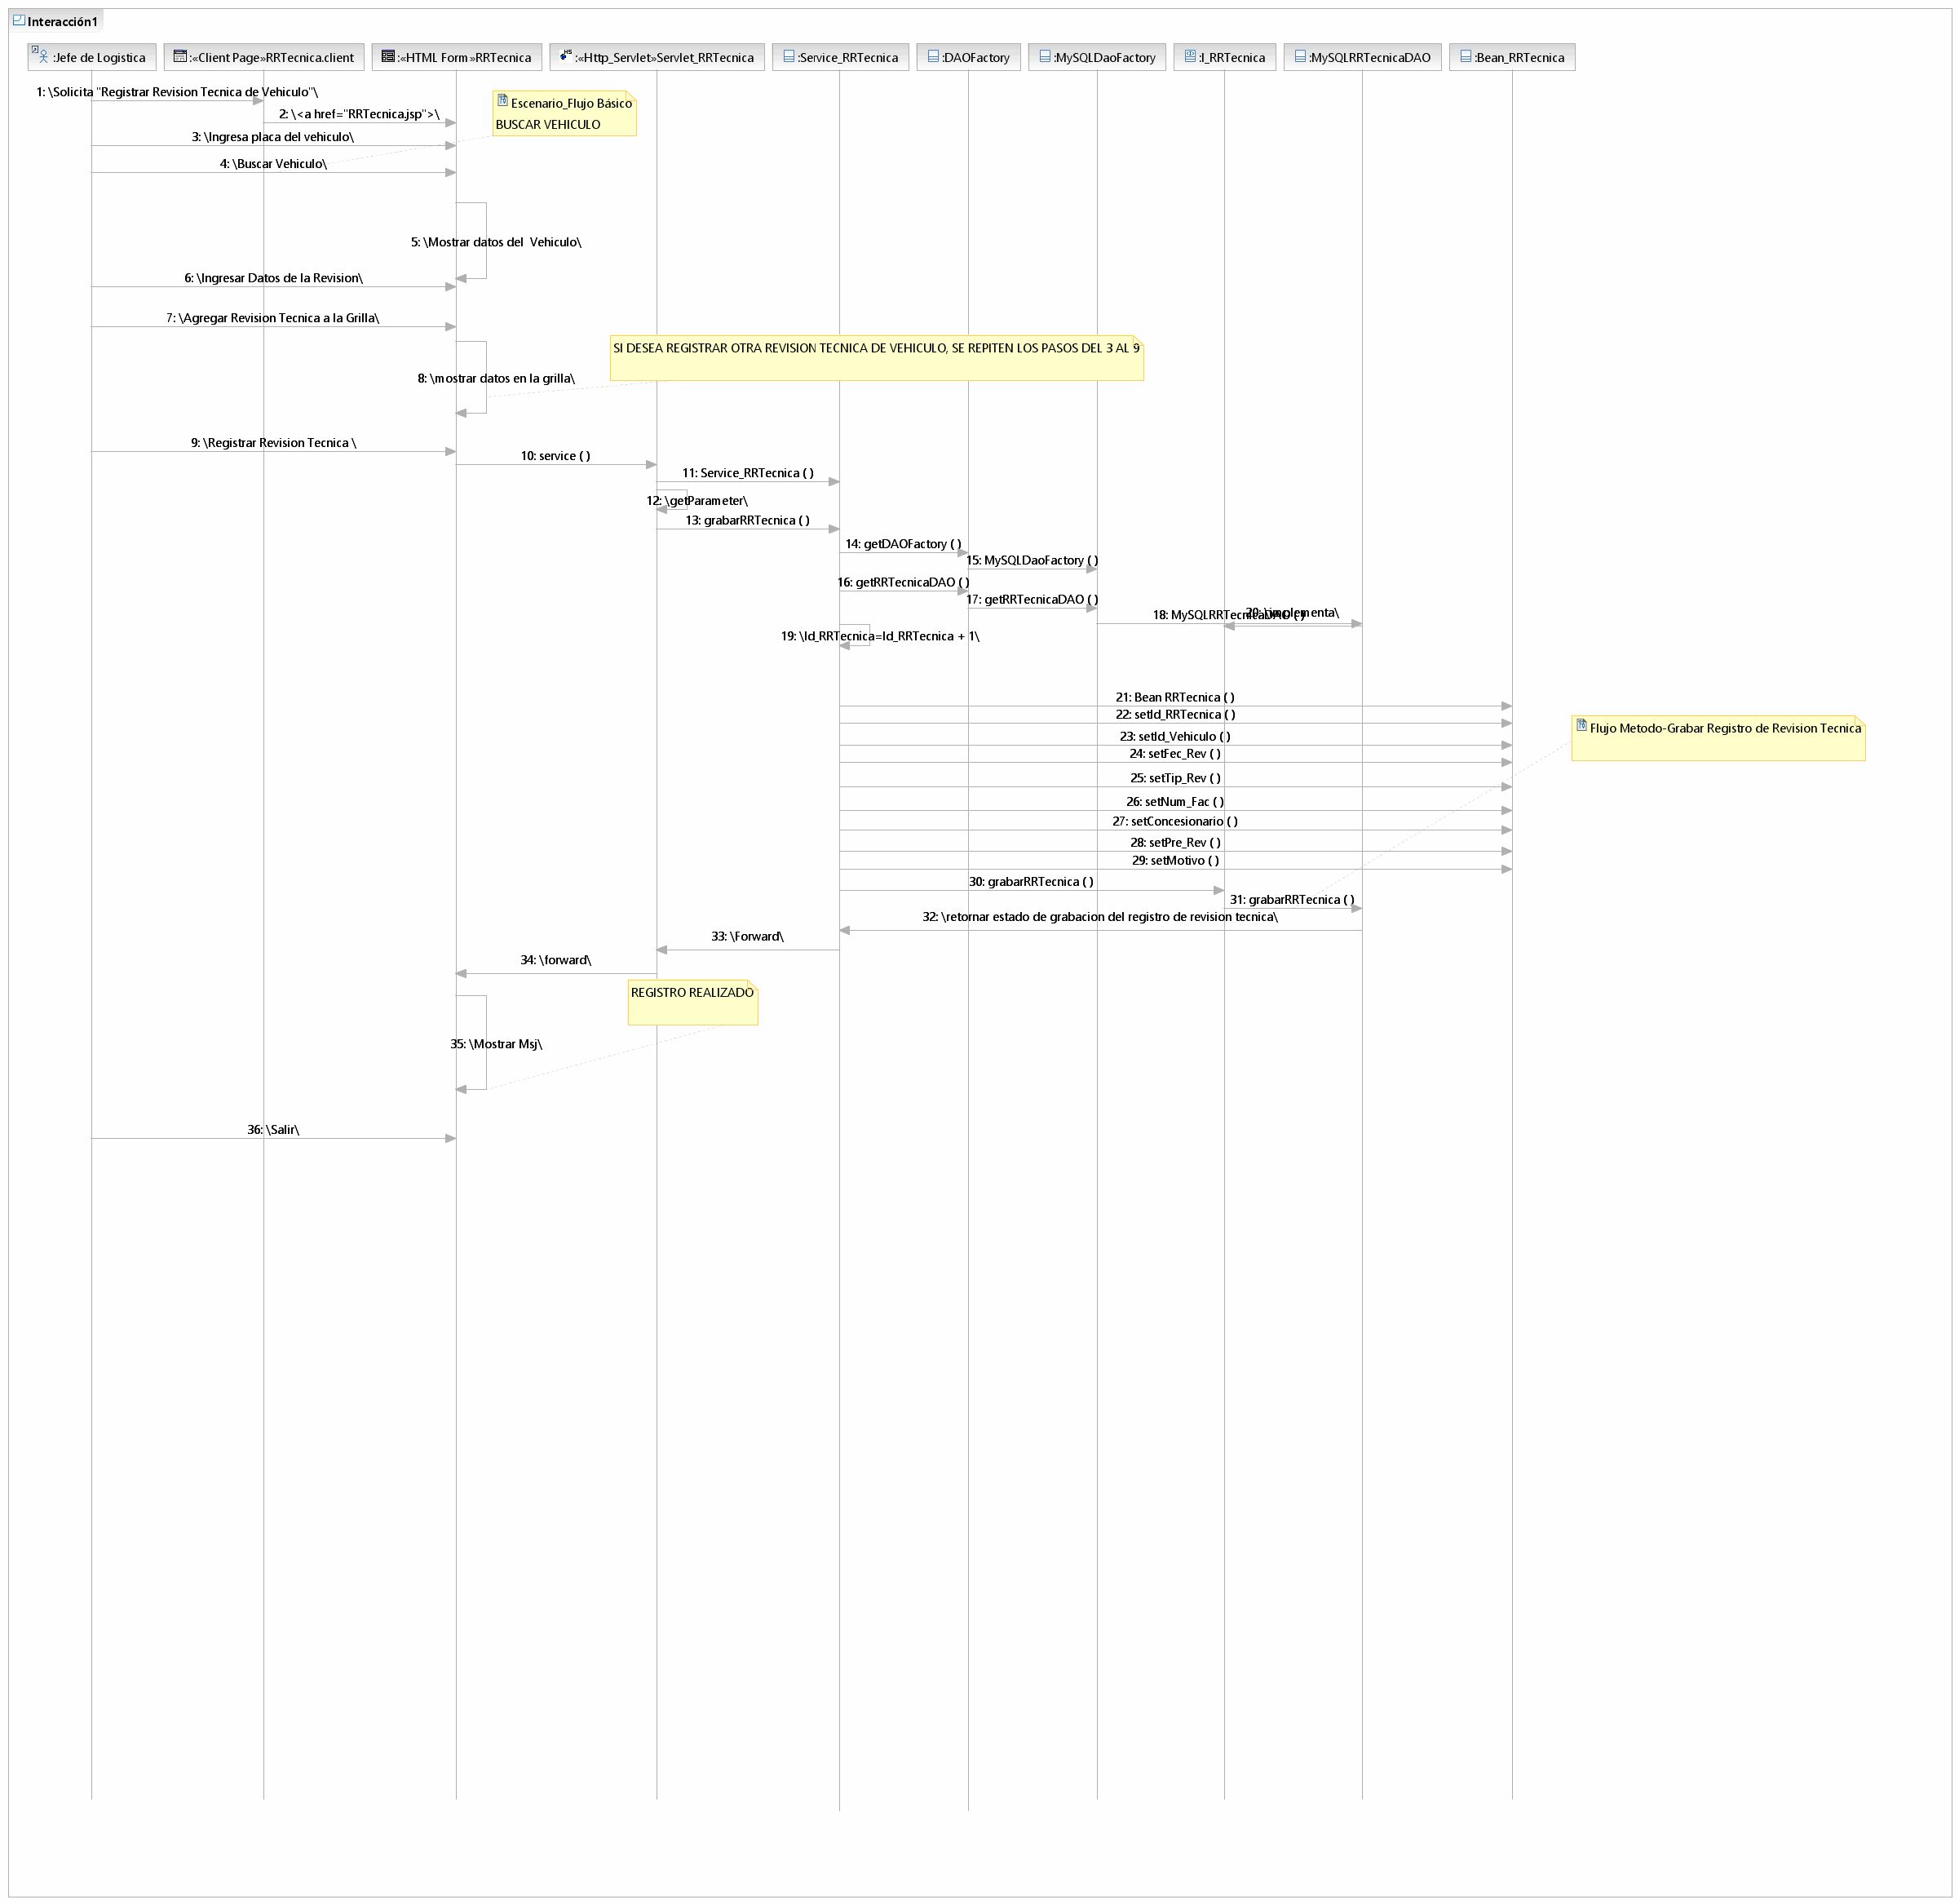 Interacción1
:Jefe de Logistica
:«Client Page»RRTecnica.client
:«HTML Form»RRTecnica
:«Http_Servlet»Servlet_RRTecnica
:Service_RRTecnica
:DAOFactory
:MySQLDaoFactory
:I_RRTecnica
:MySQLRRTecnicaDAO
:Bean_RRTecnica
1: \Solicita "Registrar Revision Tecnica de Vehiculo"\
Escenario_Flujo Básico
BUSCAR VEHICULO
2: \<a href="RRTecnica.jsp">\
3: \Ingresa placa del vehiculo\
4: \Buscar Vehiculo\
5: \Mostrar datos del  Vehiculo\
6: \Ingresar Datos de la Revision\
7: \Agregar Revision Tecnica a la Grilla\
SI DESEA REGISTRAR OTRA REVISION TECNICA DE VEHICULO, SE REPITEN LOS PASOS DEL 3 AL 9
8: \mostrar datos en la grilla\
9: \Registrar Revision Tecnica \
10: service ( )
11: Service_RRTecnica ( )
12: \getParameter\
13: grabarRRTecnica ( )
14: getDAOFactory ( )
15: MySQLDaoFactory ( )
16: getRRTecnicaDAO ( )
17: getRRTecnicaDAO ( )
18: MySQLRRTecnicaDAO ( )
20: \implementa\
19: \Id_RRTecnica=Id_RRTecnica + 1\
21: Bean RRTecnica ( )
22: setId_RRTecnica ( )
23: setId_Vehiculo ( )
24: setFec_Rev ( )
Flujo Metodo-Grabar Registro de Revision Tecnica
25: setTip_Rev ( )
26: setNum_Fac ( )
27: setConcesionario ( )
28: setPre_Rev ( )
29: setMotivo ( )
30: grabarRRTecnica ( )
31: grabarRRTecnica ( )
32: \retornar estado de grabacion del registro de revision tecnica\
33: \Forward\
34: \forward\
REGISTRO REALIZADO
35: \Mostrar Msj\
36: \Salir\